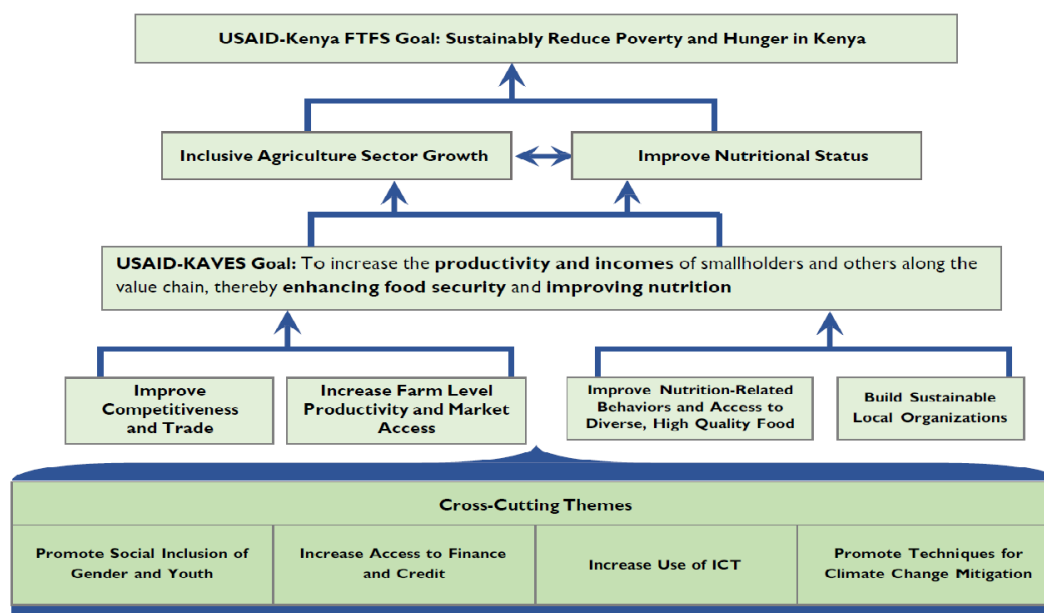 USAID-Kenya FTFS Goal: Sustainably Reduce Poverty and Hunger in Kenya
Inclusive Agriculture Sector Growth
Improve Nutritional Status
USAID-KAVES Goal: To increase the productivity and incomes of smallholders and others along the
value chain, thereby enhancing food security and improving nutrition
Improve
Competitiveness
and Trade
Increase Farm Level
Productivity and Market
Access
Improve Nutrition-Related
Behaviors and Access to
Diverse, High Quality Food
Build Sustainable
Local Organizations
Cross-Cutting Themes
Promote Social Inclusion of
Gender and Youth
Increase Access to Finance
and Credit
Increase Use of ICT
Promote Techniques for
Climate Change Mitigation